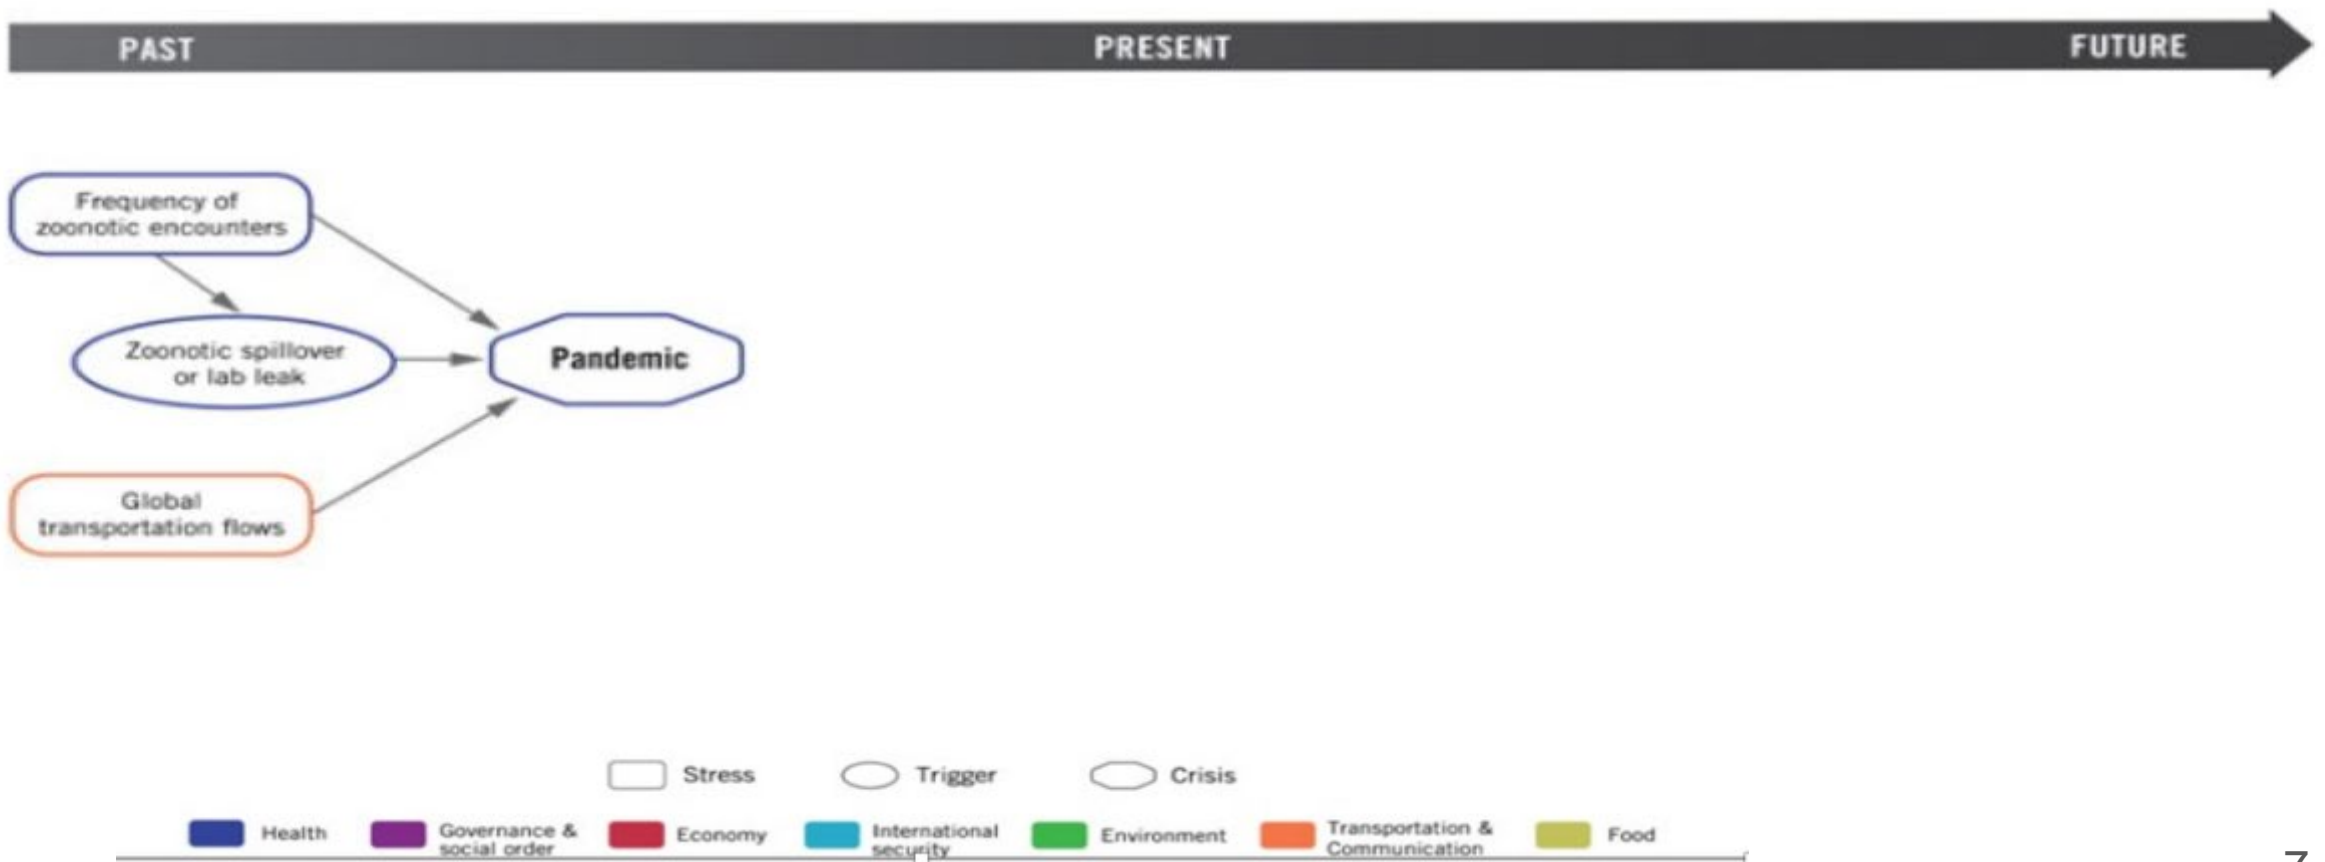 PAST PRESENT FUTURE
Frequency of
zoonotic encounters
Zoonotic spillover
or lab leak
Pandemic
Global
transportation flows
Stress Trigger Crisis
Health
Governance &
social order
Economy
International
security
Environment
Transportation &
Communication
Food
7